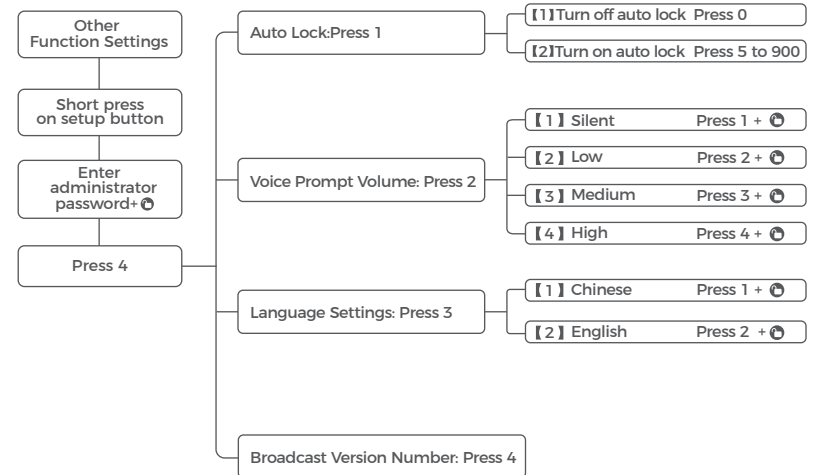 Other
Function Settings
Short press
on setup button
Enter
administrator
password+
Press 4
Auto Lock:Press 1
【1】Turn off auto lock Press 0
【2】Turn on auto lock Press 5 to 900
Voice Prompt Volume: Press 2
【1】Silent Press 1 +
【2】Low Press 2 +
【3】Medium Press 3 +
【4】High Press 4 +
Language Settings: Press 3
【1】Chinese Press 1 +
【2】English Press 2 +
Broadcast Version Number: Press 4